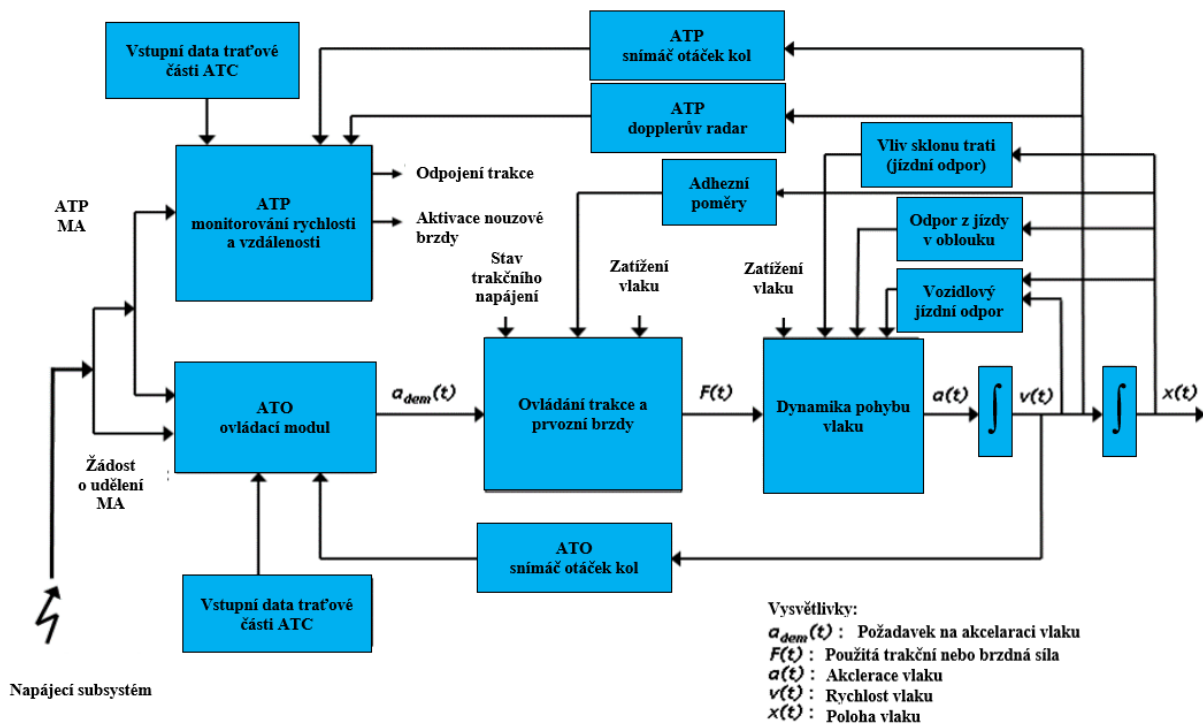 Vstupní data traťové
části ATC
ATP
snímáč otáček kol
ATP
dopplerův radar
Vlív sklonu trati
(jízdní odpor)
Adhezní
poměry
ATP
monitorování rychlosti
a vzdálenosti
Odpojení trakce
Aktivace nouzové
brzdy
ATP
MA
Odpor z jízdy
v oblouku
Stav
trakčního
napájení
Zatížení
vlaku
Zatížení
vlaku
Vozidlový
jízdní odpor
ATO
ovládací modul
a_dem(t)
Ovládání trakce a
prvozní brzdy
F(t)
Dynamika pohybu
vlaku
a(t)
∫
v(t)
∫
x(t)
Žádost
o udělení
MA
ATO
snímáč otáček kol
Vstupní data traťové
části ATC
Napájecí subsystém
Vysvětlivky:
a_dem(t) : Požadavek na akcelaraci vlaku
F(t) : Použitá trakční nebo brzdná síla
a(t) : Akclerace vlaku
v(t) : Rychlost vlaku
x(t) : Poloha vlaku